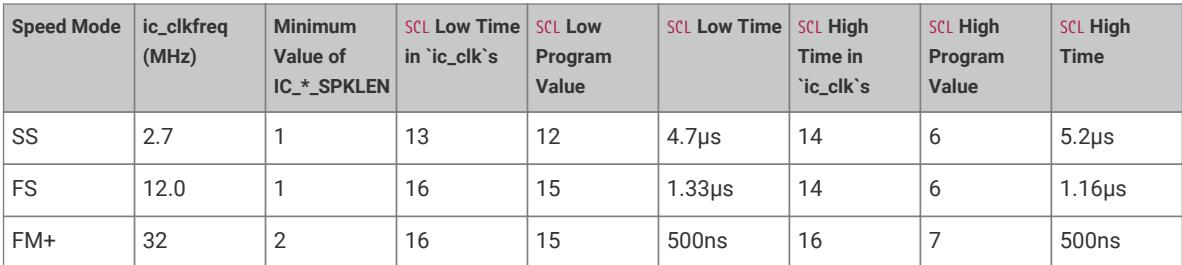 Speed Mode ic_clkfreq (MHz) Minimum Value of IC_*_SPKLEN SCL Low Time in `ic_clk`s SCL Low Program Value SCL Low Time SCL High Time in `ic_clk`s SCL High Program Value SCL High Time
SS 2.7 1 13 12 4.7µs 14 6 5.2µs
FS 12.0 1 16 15 1.33µs 14 6 1.16µs
FM+ 32 2 16 15 500ns 16 7 500ns